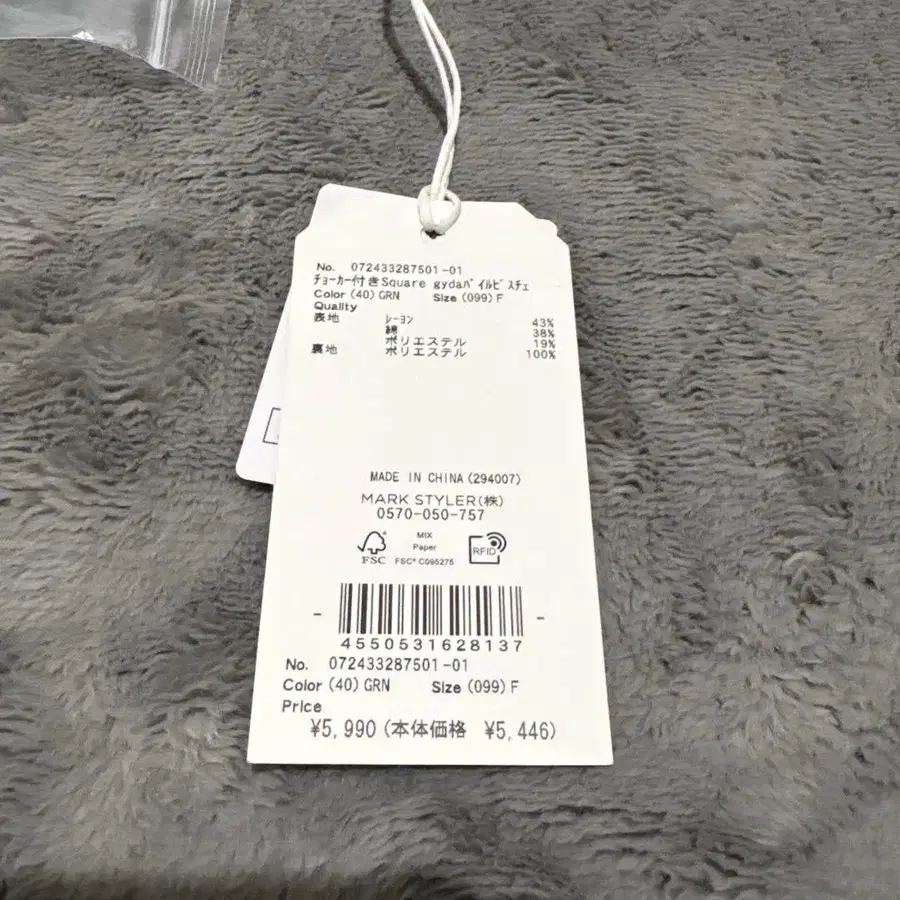 No. 072433287501-01
ﾁｮｰｶｰ付きSquare gydaﾊﾟｲﾙﾋﾞｽﾁｪ
Color (40) GRN Size (099) F
Quality
表地 ﾚｰﾖﾝ 43%
綿 38%
ポリエステル 19%
裏地 ポリエステル 100%
MADE IN CHINA (294007)
MARK STYLER(株)
0570-050-757
FSC
MIX
Paper
FSC® C095275
RFID
4550531628137
No. 072433287501-01
Color (40) GRN Size (099) F
Price
¥5,990 (本体価格 ¥5,446)